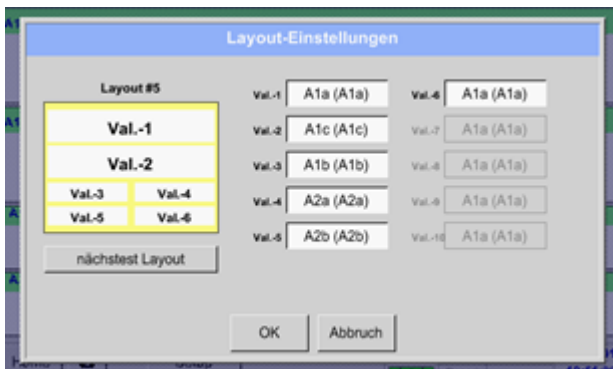 Layout-Einstellungen
Layout #5
Val.-1
Val.-2
Val.-3 Val.-4
Val.-5 Val.-6
nächstest Layout
Val.-1 A1a (A1a)
Val.-2 A1c (A1c)
Val.-3 A1b (A1b)
Val.-4 A2a (A2a)
Val.-5 A2b (A2b)
Val.-6 A1a (A1a)
Val.-7 A1a (A1a)
Val.-8 A1a (A1a)
Val.-9 A1a (A1a)
Val.-10 A1a (A1a)
OK Abbruch